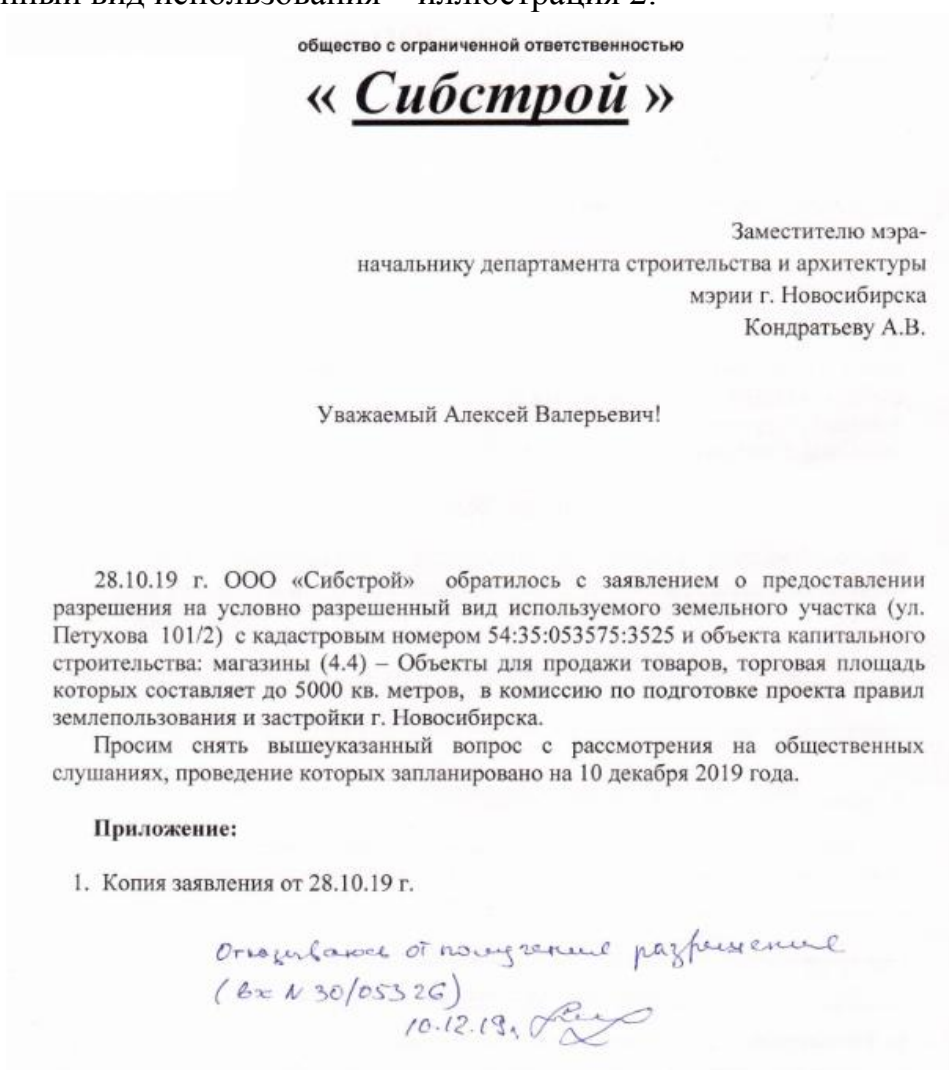 вид использования – иллюстрация 2.
общество с ограниченной ответственностью
« Сибстрой »
Заместителю мэра-
начальнику департамента строительства и архитектуры
мэрии г. Новосибирска
Кондратьеву А.В.
Уважаемый Алексей Валерьевич!
28.10.19 г. ООО «Сибстрой» обратилось с заявлением о предоставлении
разрешения на условно разрешенный вид используемого земельного участка (ул.
Петухова 101/2) с кадастровым номером 54:35:053575:3525 и объекта капитального
строительства: магазины (4.4) – Объекты для продажи товаров, торговая площадь
которых составляет до 5000 кв. метров, в комиссию по подготовке проекта правил
землепользования и застройки г. Новосибирска.
Просим снять вышеуказанный вопрос с рассмотрения на общественных
слушаниях, проведение которых запланировано на 10 декабря 2019 года.
Приложение:
1. Копия заявления от 28.10.19 г.
Отказываюсь от получения разрешения
(вх N 30/05326)
10.12.19г